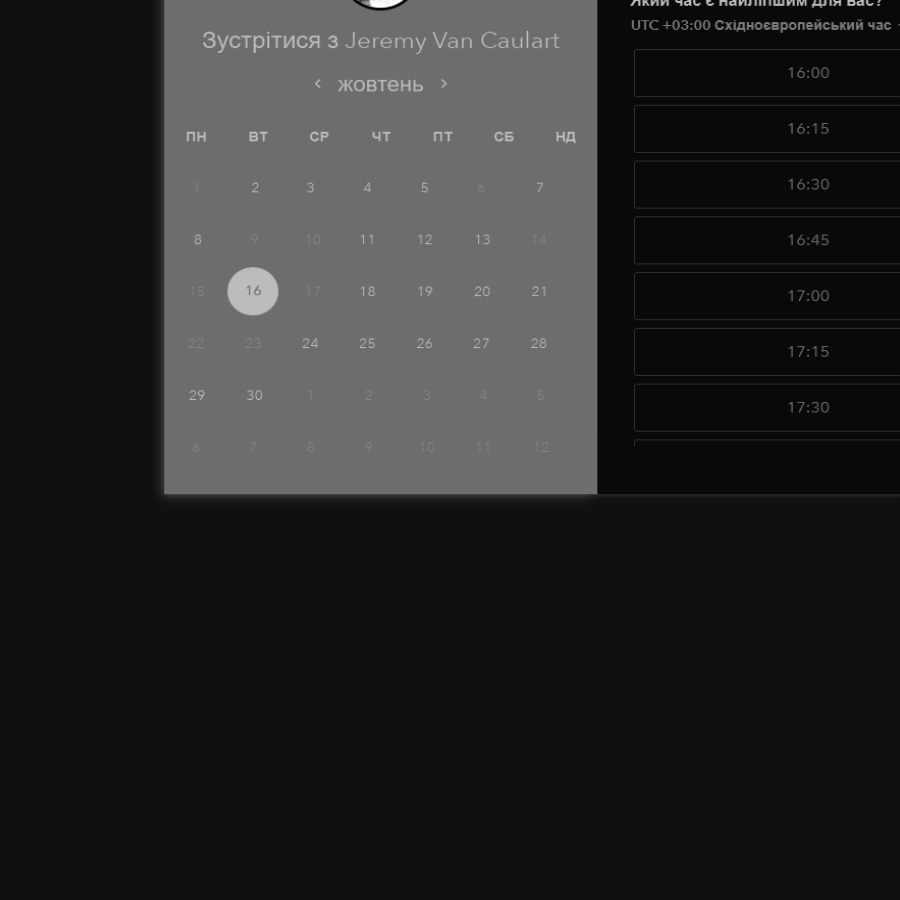 Зустрітися з Jeremy Van Caulart
жовтень
ПН ВТ СР ЧТ ПТ СБ НД
1 2 3 4 5 6 7
8 9 10 11 12 13 14
15 16 17 18 19 20 21
22 23 24 25 26 27 28
29 30 1 2 3 4 5
6 7 8 9 10 11 12
Який час є найліпшим для вас?
UTC +03:00 Східноєвропейський час
16:00
16:15
16:30
16:45
17:00
17:15
17:30